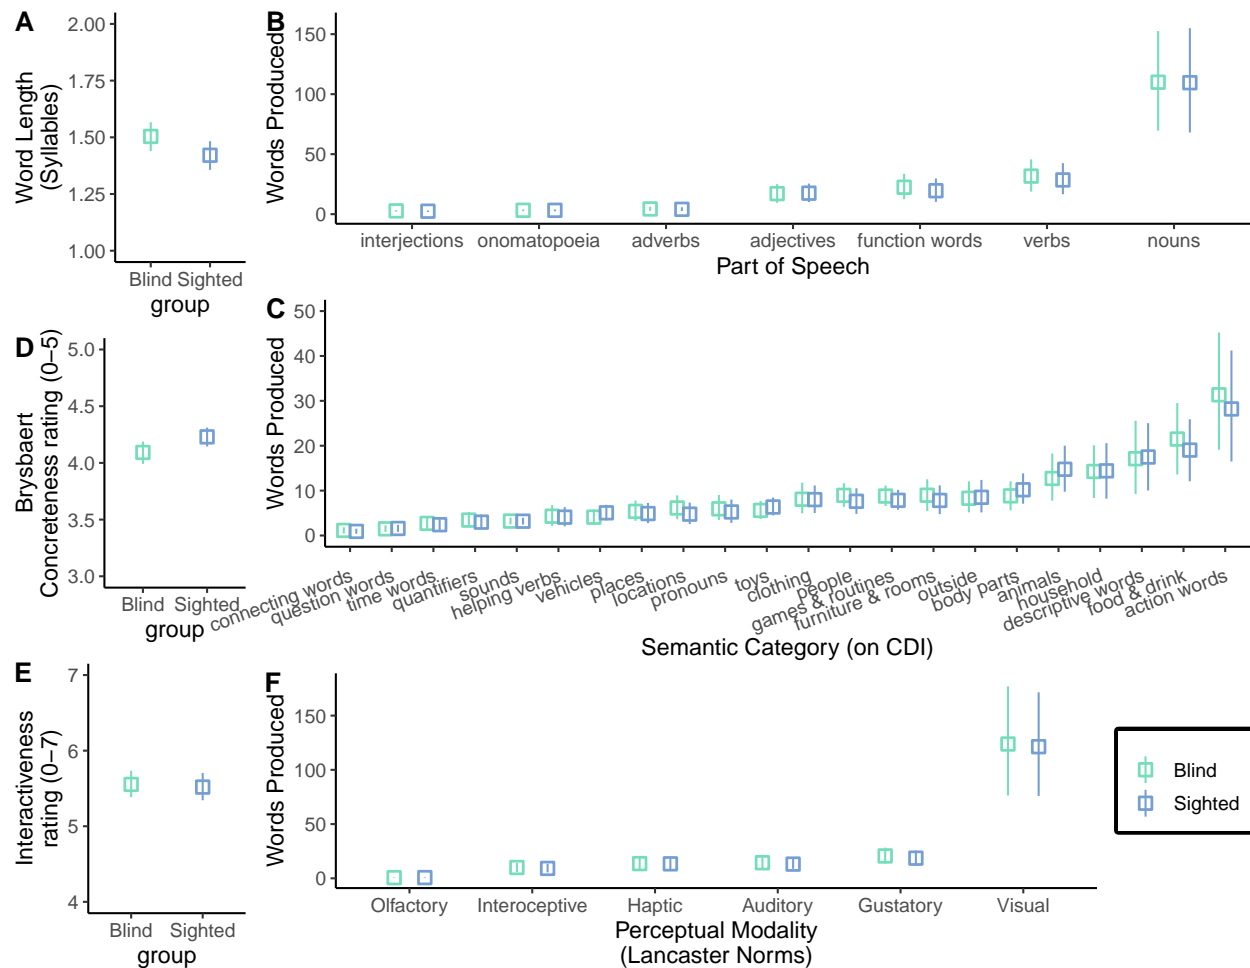 A
Word Length
(Syllables)
2.00
1.75
1.50
1.25
1.00
Blind Sighted
group
B
Words Produced
150
100
50
0
interjections onomatopoeia adverbs adjectives function words verbs nouns
Part of Speech
C
Words Produced
50
40
30
20
10
0
connecting words
question words
time words
quantifiers
sounds
helping verbs
vehicles
places
locations
pronouns
toys
clothing
people
games & routines
furniture & rooms
outside
body parts
animals
household
descriptive words
food & drink
action words
Semantic Category (on CDI)
D
Brysbaert
Concreteness rating (0–5)
5.0
4.5
4.0
3.5
3.0
Blind Sighted
group
E
Interactiveness
rating (0–7)
7
6
5
4
Blind Sighted
group
F
Words Produced
150
100
50
0
Olfactory Interoceptive Haptic Auditory Gustatory Visual
Perceptual Modality
(Lancaster Norms)
Blind
Sighted